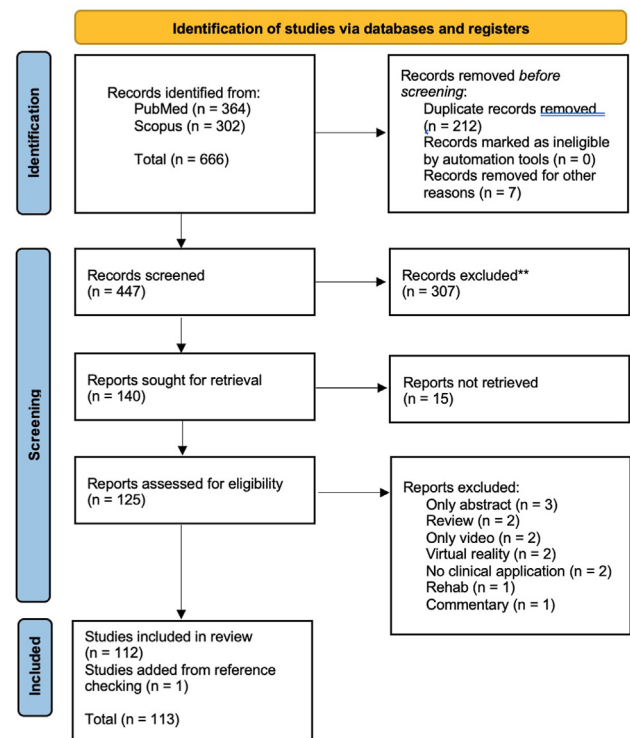 Identification of studies via databases and registers
Identification
Records identified from:
PubMed (n = 364)
Scopus (n = 302)
Total (n = 666)
Records removed before
screening:
Duplicate records removed
(n = 212)
Records marked as ineligible
by automation tools (n = 0)
Records removed for other
reasons (n = 7)
Screening
Records screened
(n = 447)
Records excluded**
(n = 307)
Reports sought for retrieval
(n = 140)
Reports not retrieved
(n = 15)
Reports assessed for eligibility
(n = 125)
Reports excluded:
Only abstract (n = 3)
Review (n = 2)
Only video (n = 2)
Virtual reality (n = 2)
No clinical application (n = 2)
Rehab (n = 1)
Commentary (n = 1)
Included
Studies included in review
(n = 112)
Studies added from reference
checking (n = 1)
Total (n = 113)